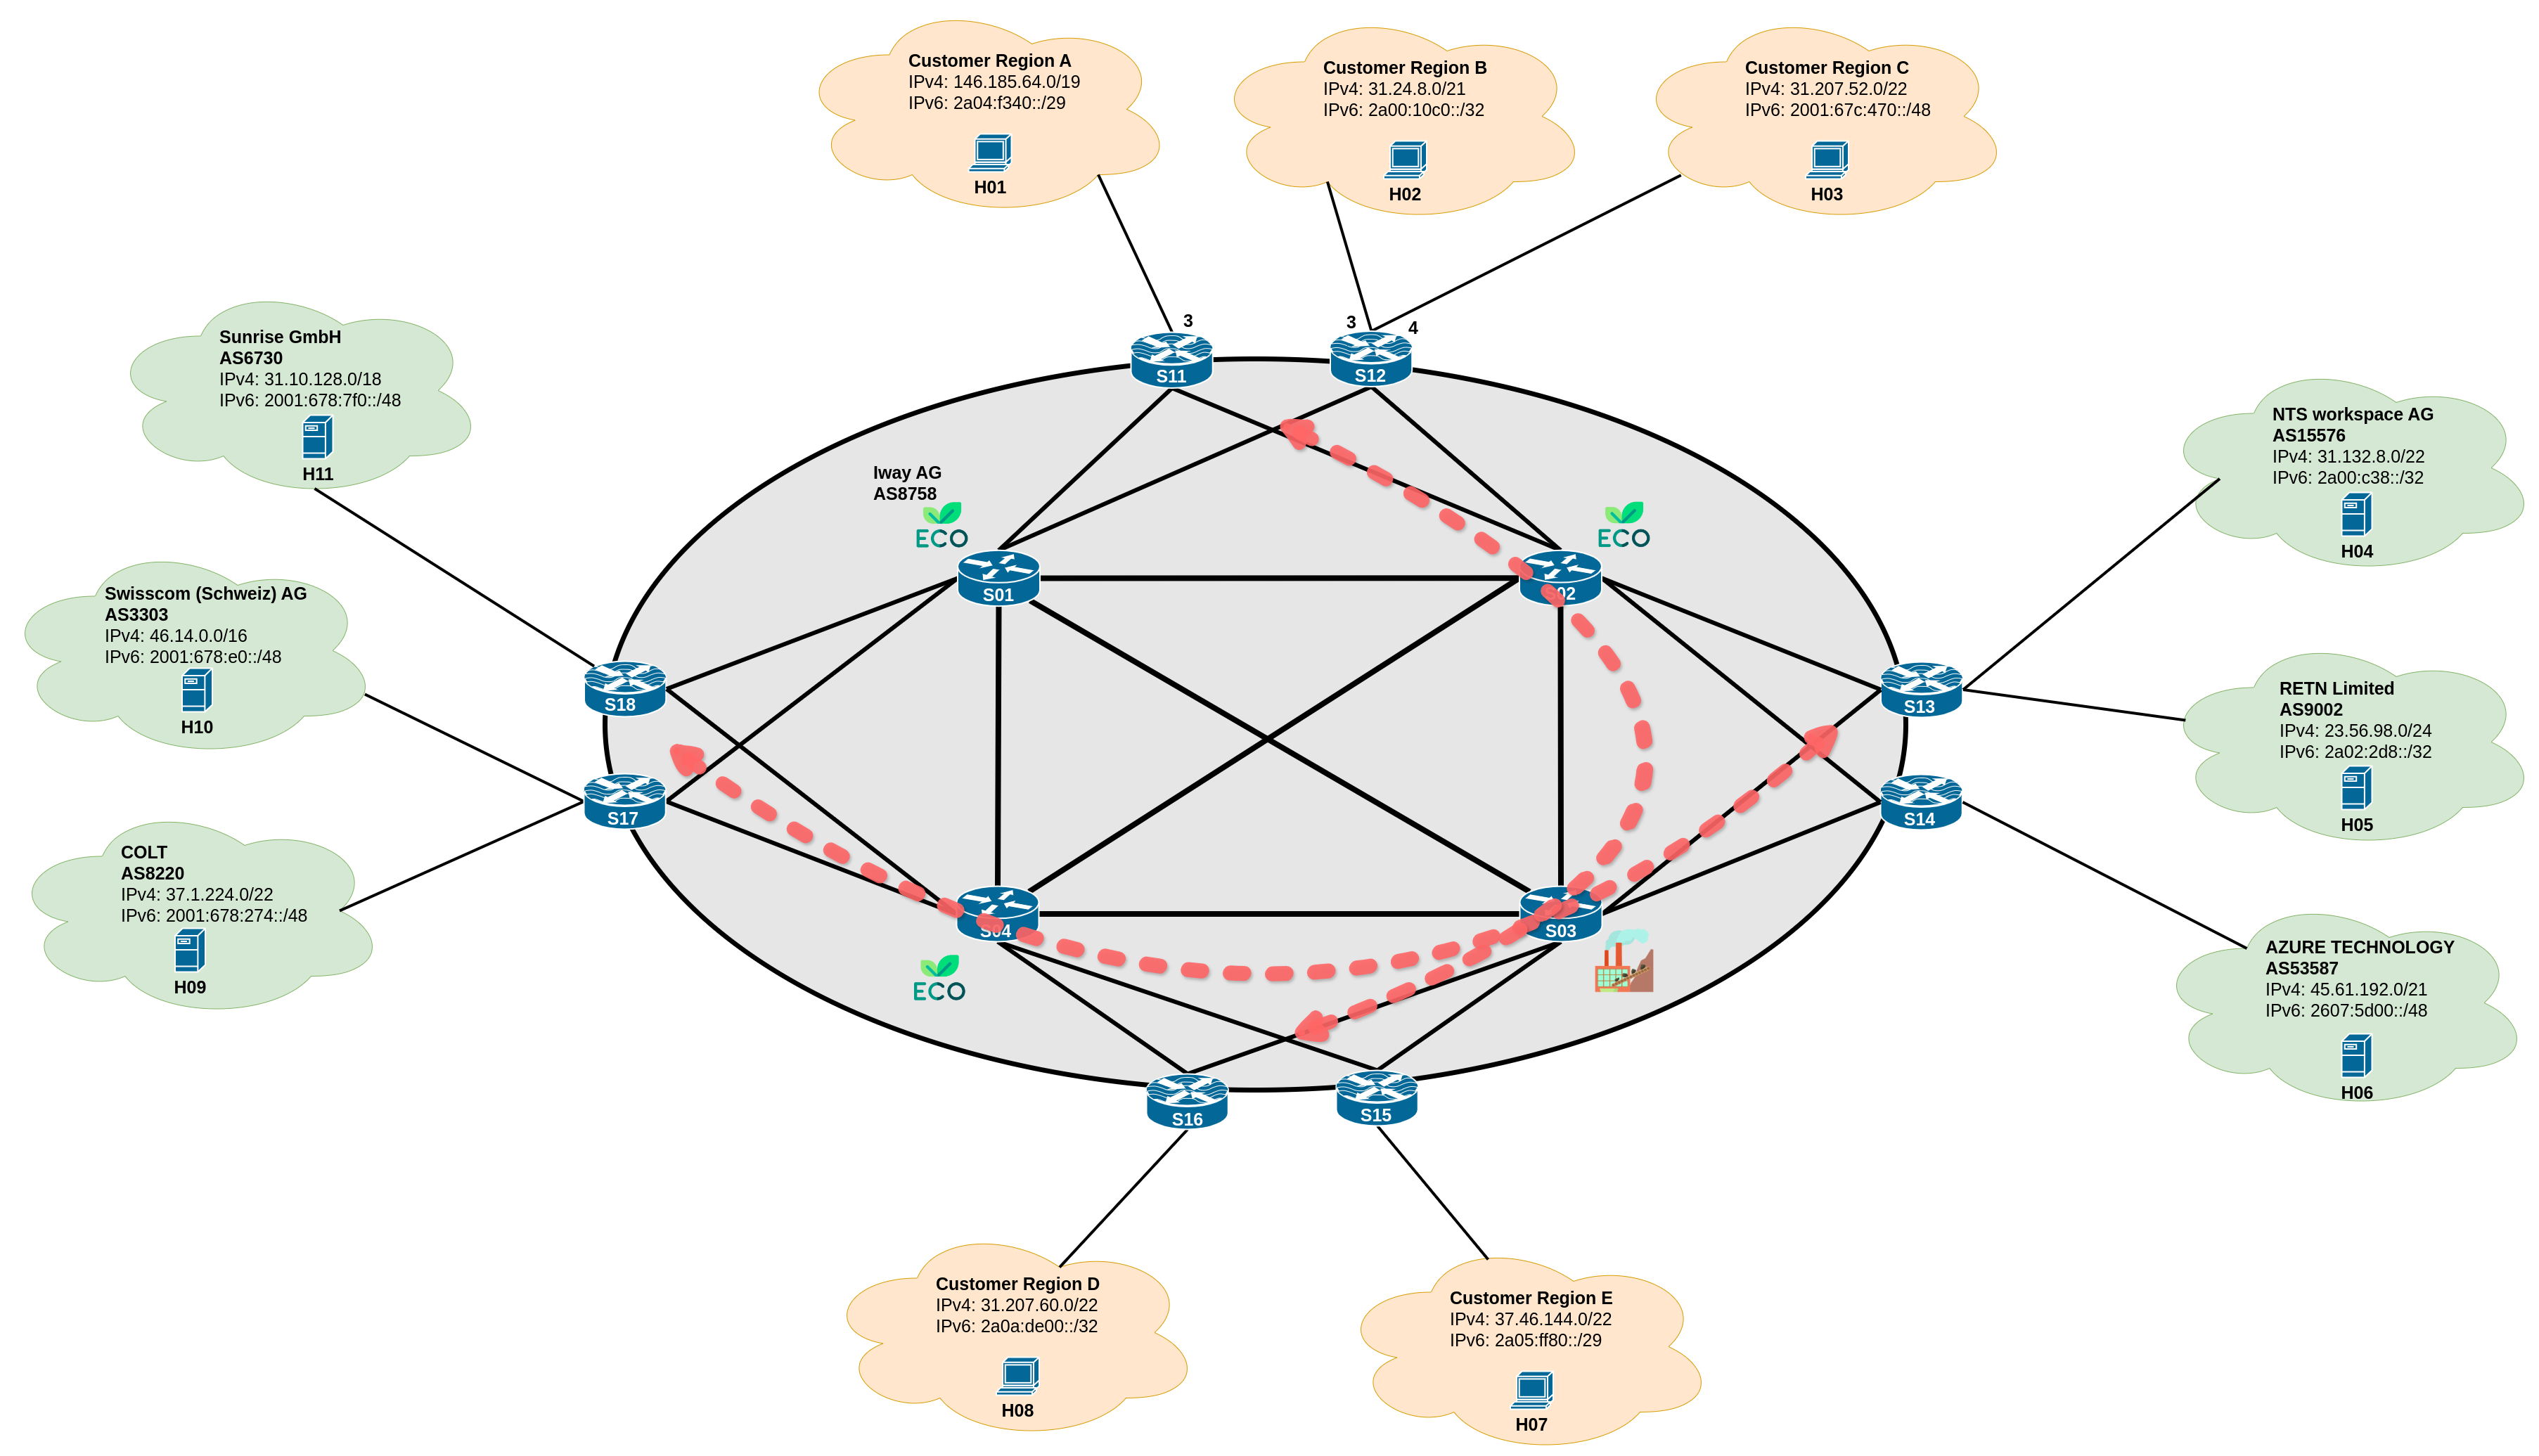 Customer Region A
IPv4: 146.185.64.0/19
IPv6: 2a04:f340::/29
H01
Customer Region B
IPv4: 31.24.8.0/21
IPv6: 2a00:10c0::/32
H02
Customer Region C
IPv4: 31.207.52.0/22
IPv6: 2001:67c:470::/48
H03
3
3
4
S11
S12
Sunrise GmbH
AS6730
IPv4: 31.10.128.0/18
IPv6: 2001:678:7f0::/48
H11
NTS workspace AG
AS15576
IPv4: 31.132.8.0/22
IPv6: 2a00:c38::/32
H04
Iway AG
AS8758
ECO
ECO
S01
S02
Swisscom (Schweiz) AG
AS3303
IPv4: 46.14.0.0/16
IPv6: 2001:678:e0::/48
H10
S18
S13
RETN Limited
AS9002
IPv4: 23.56.98.0/24
IPv6: 2a02:2d8::/32
H05
S17
S14
COLT
AS8220
IPv4: 37.1.224.0/22
IPv6: 2001:678:274::/48
H09
S04
S03
ECO
AZURE TECHNOLOGY
AS53587
IPv4: 45.61.192.0/21
IPv6: 2607:5d00::/48
H06
S16
S15
Customer Region D
IPv4: 31.207.60.0/22
IPv6: 2a0a:de00::/32
H08
Customer Region E
IPv4: 37.46.144.0/22
IPv6: 2a05:ff80::/29
H07